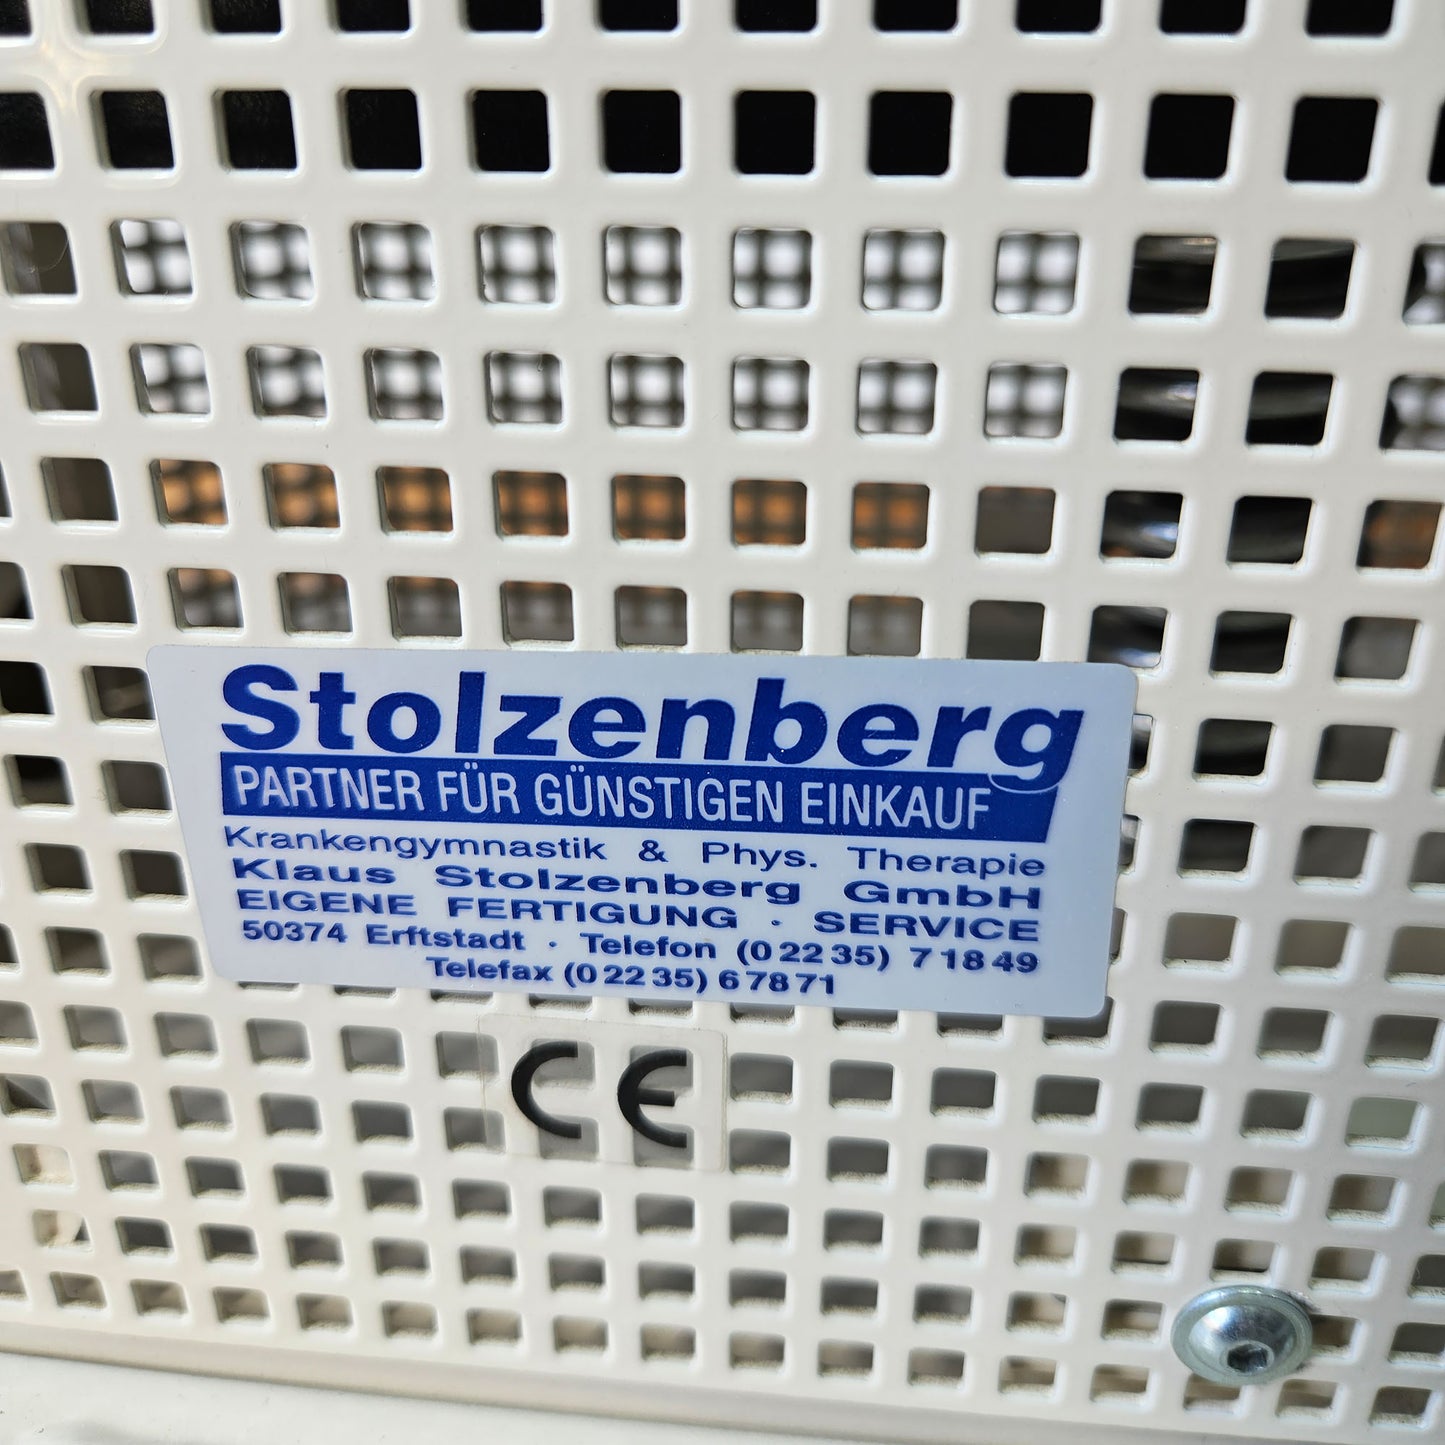 Stolzenberg
PARTNER FÜR GÜNSTIGEN EINKAUF
Krankengymnastik & Phys. Therapie
Klaus Stolzenberg GmbH
EIGENE FERTIGUNG · SERVICE
50374 Erftstadt · Telefon (0 22 35) 7 18 49
Telefax (0 22 35) 6 78 71
CE